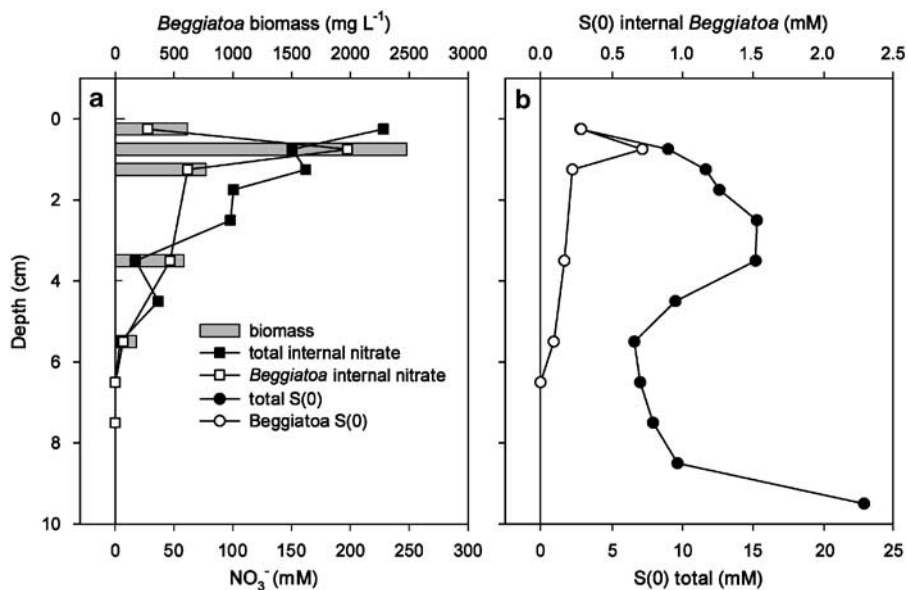 Beggiatoa biomass (mg L⁻¹)
0 500 1000 1500 2000 2500 3000
a
Depth (cm)
0
2
4
6
8
10
biomass
total internal nitrate
Beggiatoa internal nitrate
total S(0)
Beggiatoa S(0)
0 50 100 150 200 250 300
NO₃⁻ (mM)
S(0) internal Beggiatoa (mM)
0.0 0.5 1.0 1.5 2.0 2.5
b
0 5 10 15 20 25
S(0) total (mM)